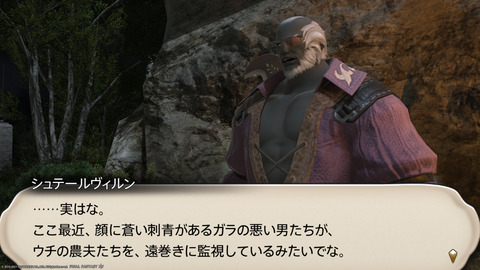 シュテールヴィルン
……実はな。
ここ最近、顔に蒼い刺青があるガラの悪い男たちが、
ウチの農夫たちを、遠巻きに監視しているみたいでな。
FINAL FANTASY XIV